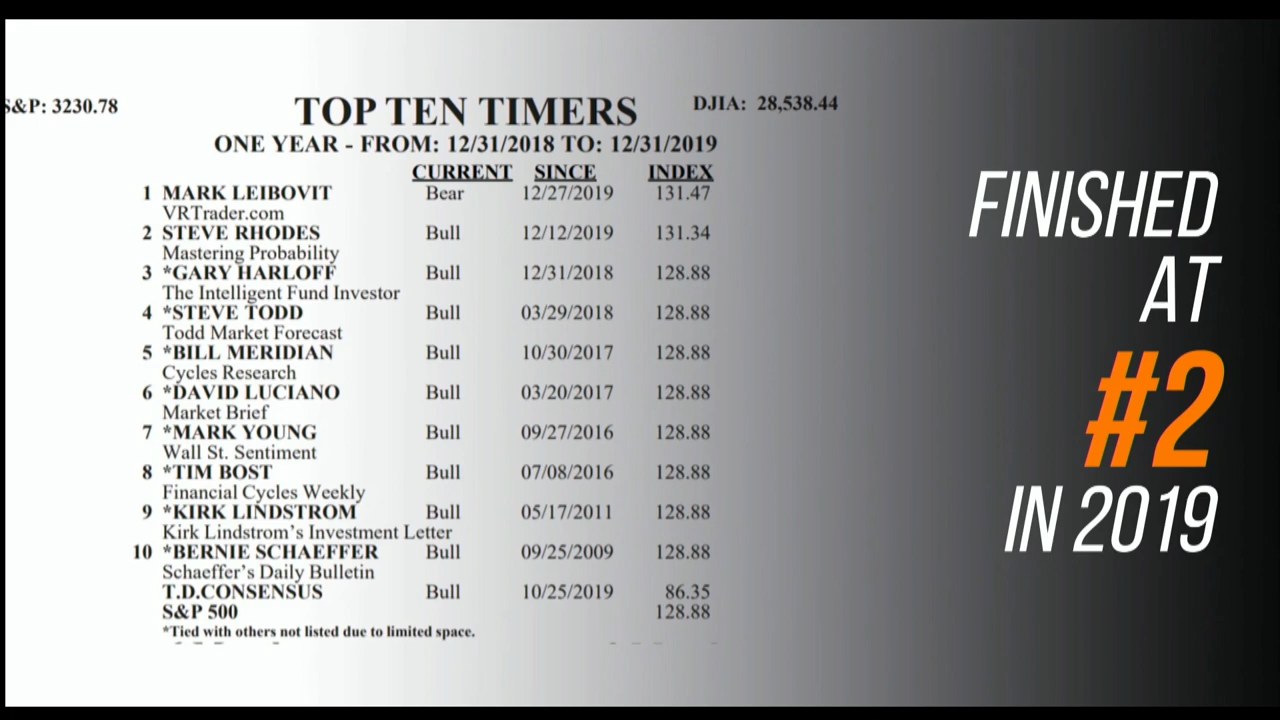 S&P: 3230.78
TOP TEN TIMERS
DJIA: 28,538.44
ONE YEAR - FROM: 12/31/2018 TO: 12/31/2019
CURRENT SINCE INDEX
1 MARK LEIBOVIT Bear 12/27/2019 131.47
VRTrader.com
2 STEVE RHODES Bull 12/12/2019 131.34
Mastering Probability
3 *GARY HARLOFF Bull 12/31/2018 128.88
The Intelligent Fund Investor
4 *STEVE TODD Bull 03/29/2018 128.88
Todd Market Forecast
5 *BILL MERIDIAN Bull 10/30/2017 128.88
Cycles Research
6 *DAVID LUCIANO Bull 03/20/2017 128.88
Market Brief
7 *MARK YOUNG Bull 09/27/2016 128.88
Wall St. Sentiment
8 *TIM BOST Bull 07/08/2016 128.88
Financial Cycles Weekly
9 *KIRK LINDSTROM Bull 05/17/2011 128.88
Kirk Lindstrom's Investment Letter
10 *BERNIE SCHAEFFER Bull 09/25/2009 128.88
Schaeffer's Daily Bulletin
T.D.CONSENSUS Bull 10/25/2019 86.35
S&P 500 128.88
*Tied with others not listed due to limited space.
FINISHED
AT
#2
IN 2019